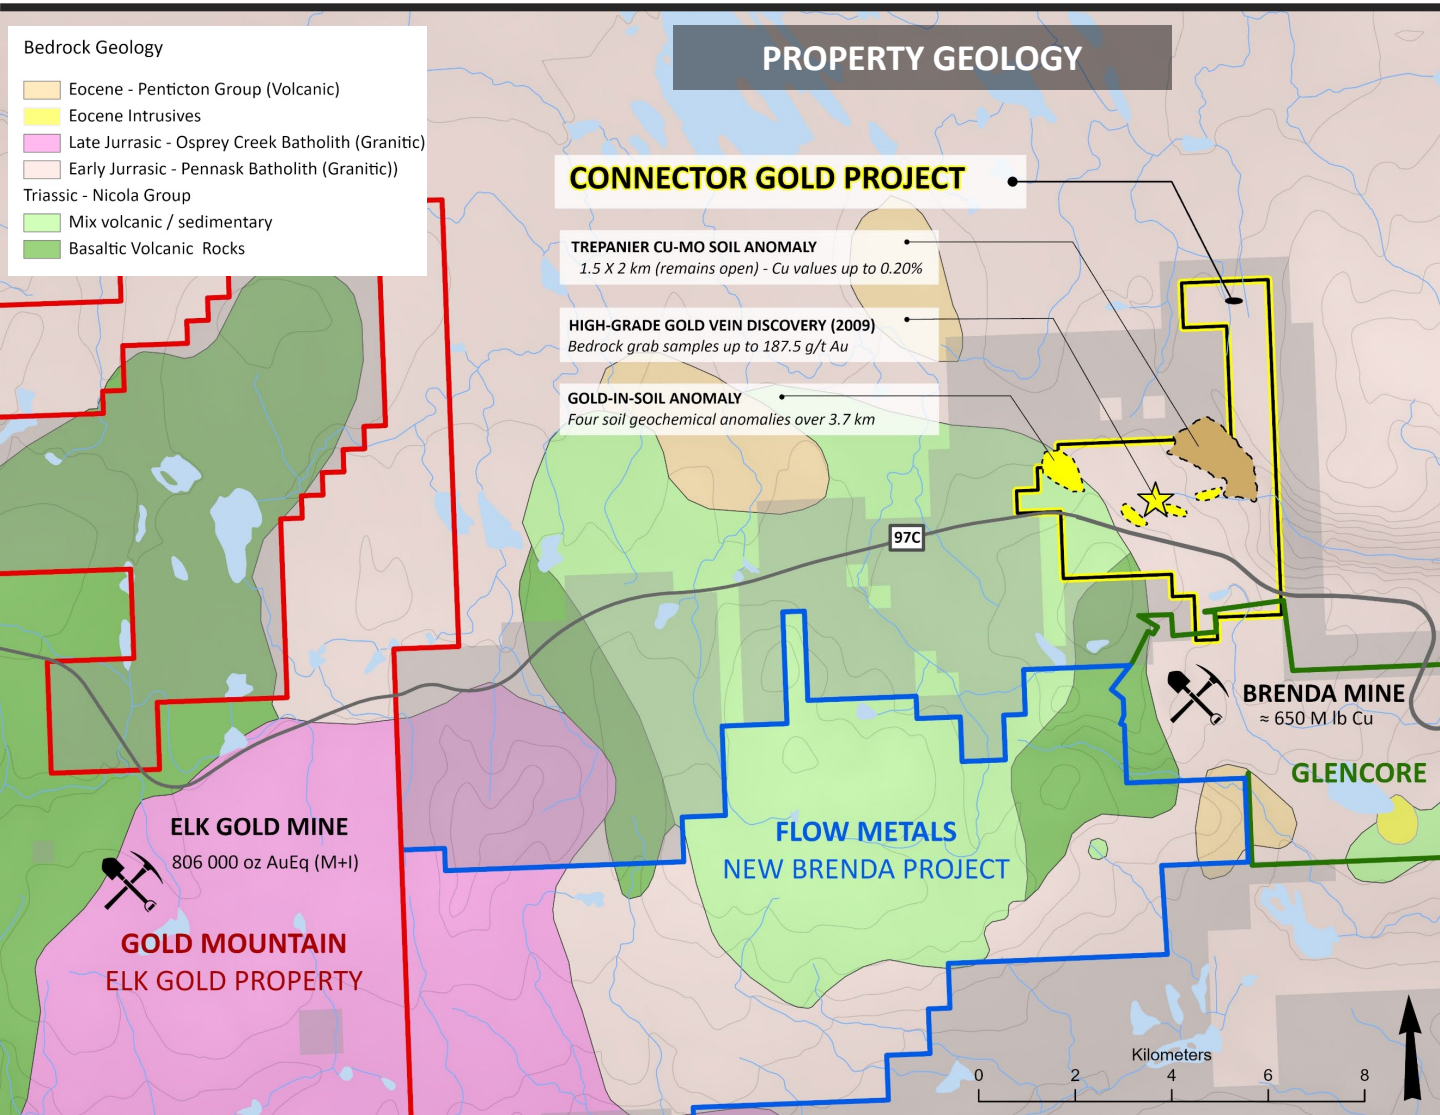 Bedrock Geology
Eocene - Penticton Group (Volcanic)
Eocene Intrusives
Late Jurrasic - Osprey Creek Batholith (Granitic)
Early Jurrasic - Pennask Batholith (Granitic))
Triassic - Nicola Group
Mix volcanic / sedimentary
Basaltic Volcanic Rocks
PROPERTY GEOLOGY
CONNECTOR GOLD PROJECT
TREPANIER CU-MO SOIL ANOMALY
1.5 X 2 km (remains open) - Cu values up to 0.20%
HIGH-GRADE GOLD VEIN DISCOVERY (2009)
Bedrock grab samples up to 187.5 g/t Au
GOLD-IN-SOIL ANOMALY
Four soil geochemical anomalies over 3.7 km
97C
BRENDA MINE
≈ 650 M lb Cu
GLENCORE
FLOW METALS
NEW BRENDA PROJECT
ELK GOLD MINE
806 000 oz AuEq (M+I)
GOLD MOUNTAIN
ELK GOLD PROPERTY
Kilometers
0 2 4 6 8